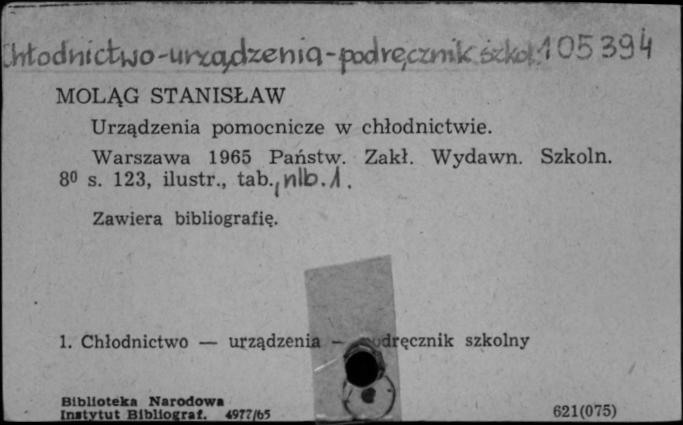 Chłodnictwo-urządzenia-podręcznik szkol. 105394
MOLĄG STANISŁAW
Urządzenia pomocnicze w chłodnictwie.
Warszawa 1965 Państw. Zakł. Wydawn. Szkoln.
8⁰ s. 123, ilustr., tab., nlb. 1.
Zawiera bibliografię.
1. Chłodnictwo — urządzenia — podręcznik szkolny
Biblioteka Narodowa
Instytut Bibliograf. 4977/65
621(075)